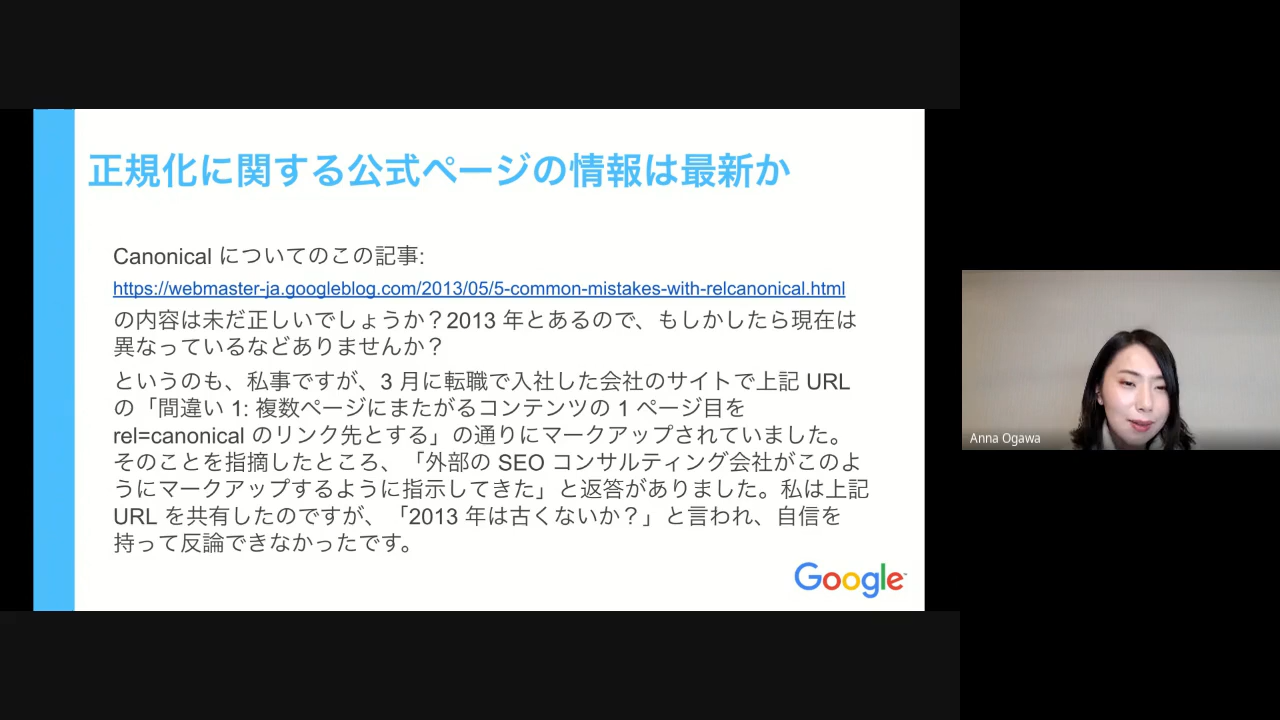 正規化に関する公式ページの情報は最新か
Canonical についてのこの記事:
https://webmaster-ja.googleblog.com/2013/05/5-common-mistakes-with-relcanonical.html
の内容は未だ正しいでしょうか？2013 年とあるので、もしかしたら現在は
異なっているなどありませんか？
というのも、私事ですが、3 月に転職で入社した会社のサイトで上記 URL
の「間違い 1: 複数ページにまたがるコンテンツの 1 ページ目を
rel=canonical のリンク先とする」の通りにマークアップされていました。
そのことを指摘したところ、「外部の SEO コンサルティング会社がこのよ
うにマークアップするように指示してきた」と返答がありました。私は上記
URL を共有したのですが、「2013 年は古くないか？」と言われ、自信を
持って反論できなかったです。
Google
Anna Ogawa